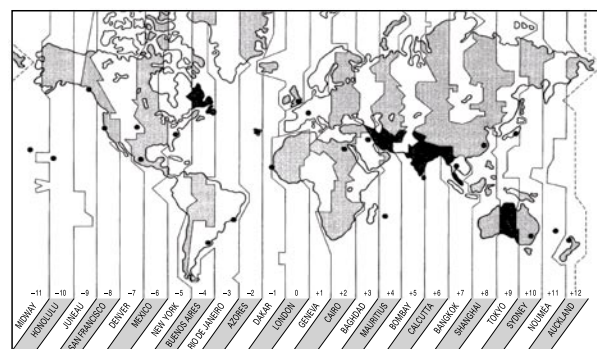 –11 –10 –9 –8 –7 –6 –5 –4 –3 –2 –1 0 +1 +2 +3 +4 +5 +6 +7 +8 +9 +10 +11 +12
MIDWAY
HONOLULU
JUNEAU
SAN FRANCISCO
DENVER
MEXICO
NEW YORK
BUENOS AIRES
RIO DE JANEIRO
AZORES
DAKAR
LONDON
GENEVA
CAIRO
BAGHDAD
MAURITIUS
BOMBAY
CALCUTTA
BANGKOK
SHANGHAI
TOKYO
SYDNEY
NOUMEA
AUCKLAND